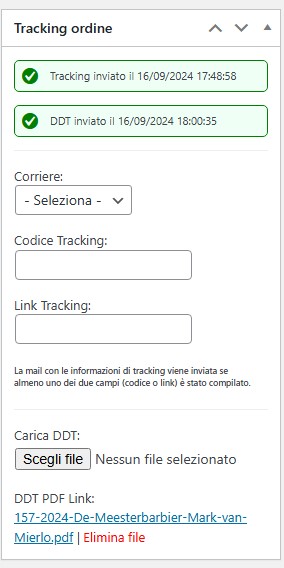 Tracking ordine
Tracking inviato il 16/09/2024 17:48:58
DDT inviato il 16/09/2024 18:00:35
Corriere:
- Seleziona -
Codice Tracking:
Link Tracking:
La mail con le informazioni di tracking viene inviata se
almeno uno dei due campi (codice o link) è stato compilato.
Carica DDT:
Scegli file Nessun file selezionato
DDT PDF Link:
157-2024-De-Meesterbarbier-Mark-van-
Mierlo.pdf | Elimina file